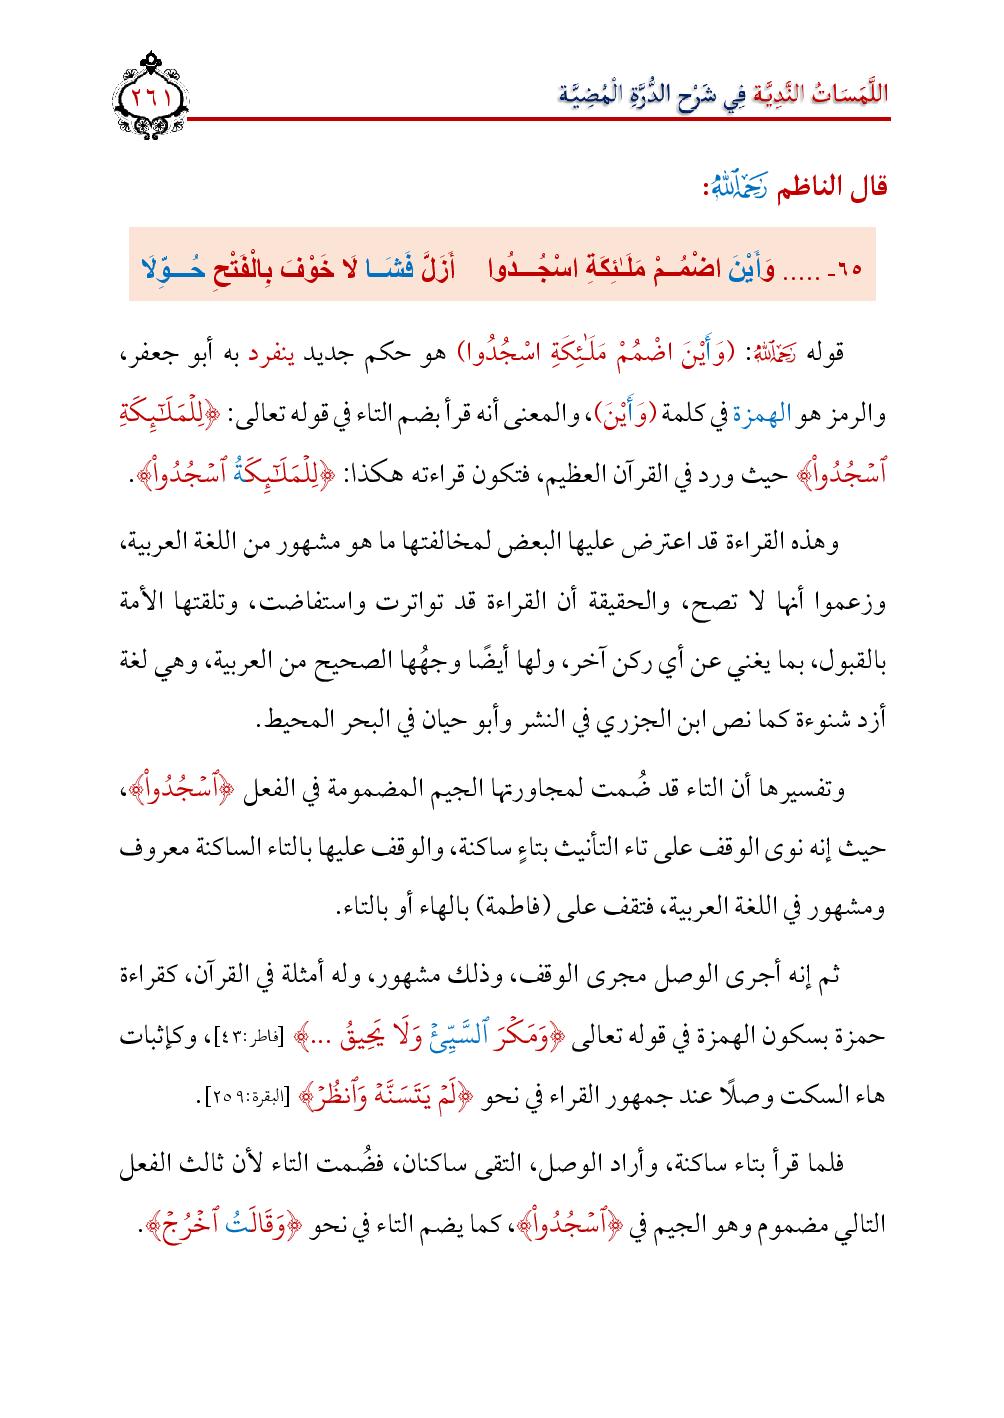 اللَّمَسَاتُ النَّدِيَّة فِي شَرْحِ الدُّرَّةِ الْمُضِيَّة
٢٦١
قال الناظم رَحِمَهُ اللَّهُ:
٦٥- ..... وَأَيْنَ اضْمُـــمْ مَلَـٰئِكَةِ اسْجُـــدُوا أَزَلَّ فَشَـــا لَا خَوْفَ بِالْفَتْحِ حُـــوِّلَا
قوله رَحِمَهُ اللَّهُ: (وَأَيْنَ اضْمُمْ مَلَـٰئِكَةِ اسْجُدُوا) هو حكم جديد ينفرد به أبو جعفر،
والرمز هو الهمزة في كلمة (وَأَيْنَ)، والمعنى أنه قرأ بضم التاء في قوله تعالى: ﴿لِلْمَلَـٰٓئِكَةِ
ٱسْجُدُوا۟﴾ حيث ورد في القرآن العظيم، فتكون قراءته هكذا: ﴿لِلْمَلَـٰٓئِكَةُ ٱسْجُدُوا۟﴾.
وهذه القراءة قد اعترض عليها البعض لمخالفتها ما هو مشهور من اللغة العربية،
وزعموا أنها لا تصح، والحقيقة أن القراءة قد تواترت واستفاضت، وتلقتها الأمة
بالقبول، بما يغني عن أي ركن آخر، ولها أيضًا وجهُها الصحيح من العربية، وهي لغة
أزد شنوءة كما نص ابن الجزري في النشر وأبو حيان في البحر المحيط.
وتفسيرها أن التاء قد ضُمت لمجاورتها الجيم المضمومة في الفعل ﴿ٱسْجُدُوا۟﴾،
حيث إنه نوى الوقف على تاء التأنيث بتاءٍ ساكنة، والوقف عليها بالتاء الساكنة معروف
ومشهور في اللغة العربية، فتقف على (فاطمة) بالهاء أو بالتاء.
ثم إنه أجرى الوصل مجرى الوقف، وذلك مشهور، وله أمثلة في القرآن، كقراءة
حمزة بسكون الهمزة في قوله تعالى ﴿وَمَكْرَ ٱلسَّيِّئْ وَلَا يَحِيقُ ...﴾ [فاطر:٤٣]، وكإثبات
هاء السكت وصلًا عند جمهور القراء في نحو ﴿لَمْ يَتَسَنَّهْ وَٱنظُرْ﴾ [البقرة:٢٥٩].
فلما قرأ بتاء ساكنة، وأراد الوصل، التقى ساكنان، فضُمت التاء لأن ثالث الفعل
التالي مضموم وهو الجيم في ﴿ٱسْجُدُوا۟﴾، كما يضم التاء في نحو ﴿وَقَالَتُ ٱخْرُجْ﴾.